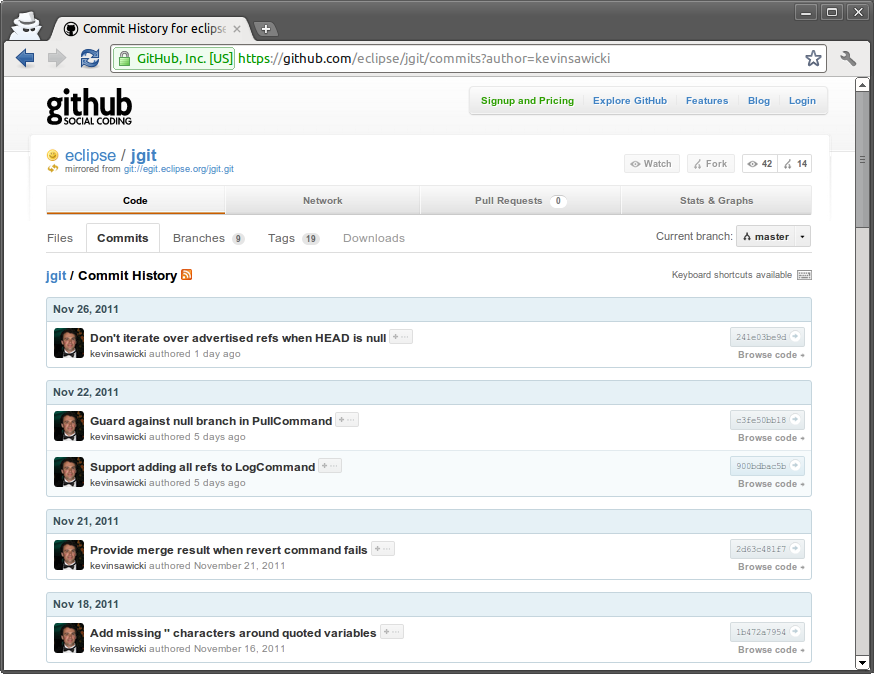 Commit History for eclipse
GitHub, Inc. [US] https://github.com/eclipse/jgit/commits?author=kevinsawicki
github
SOCIAL CODING
Signup and Pricing Explore GitHub Features Blog Login
eclipse / jgit
mirrored from git://egit.eclipse.org/jgit.git
Watch Fork 42 14
Code Network Pull Requests 0 Stats & Graphs
Files Commits Branches 9 Tags 19 Downloads
Current branch: master
jgit / Commit History
Keyboard shortcuts available
Nov 26, 2011
Don't iterate over advertised refs when HEAD is null
241e03be9d
kevinsawicki authored 1 day ago
Browse code
Nov 22, 2011
Guard against null branch in PullCommand
c3fe50bb18
kevinsawicki authored 5 days ago
Browse code
Support adding all refs to LogCommand
900bdbac5b
kevinsawicki authored 5 days ago
Browse code
Nov 21, 2011
Provide merge result when revert command fails
2d63c481f7
kevinsawicki authored November 21, 2011
Browse code
Nov 18, 2011
Add missing " characters around quoted variables
1b472a7954
kevinsawicki authored November 16, 2011
Browse code